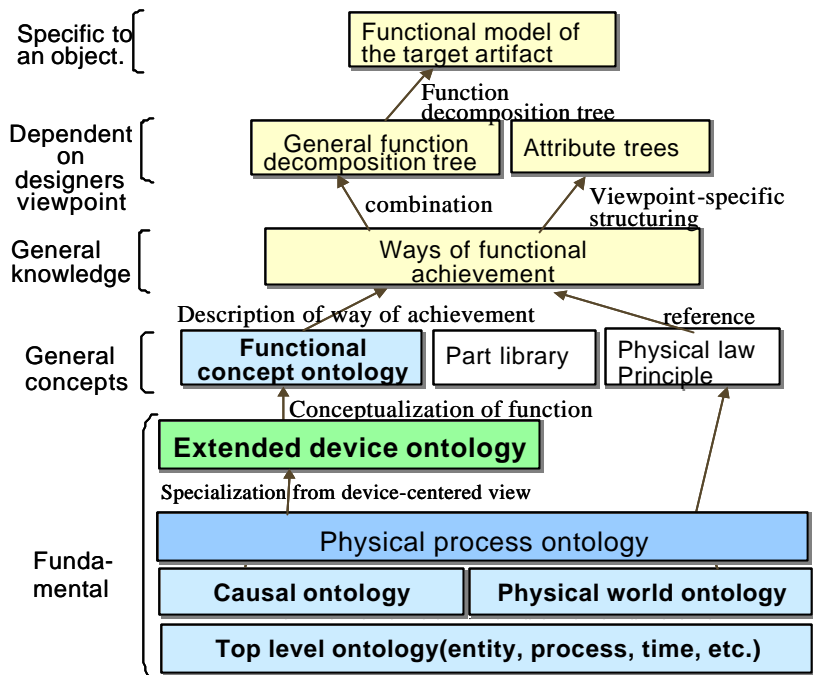 Specific to
an object.
Functional model of
the target artifact
Function
decomposition tree
Dependent
on
designers
viewpoint
General function
decomposition tree
Attribute trees
combination
Viewpoint-specific
structuring
General
knowledge
Ways of functional
achievement
Description of way of achievement
reference
General
concepts
Functional
concept ontology
Part library
Physical law
Principle
Conceptualization of function
Extended device ontology
Specialization from device-centered view
Funda-
mental
Physical process ontology
Causal ontology
Physical world ontology
Top level ontology(entity, process, time, etc.)